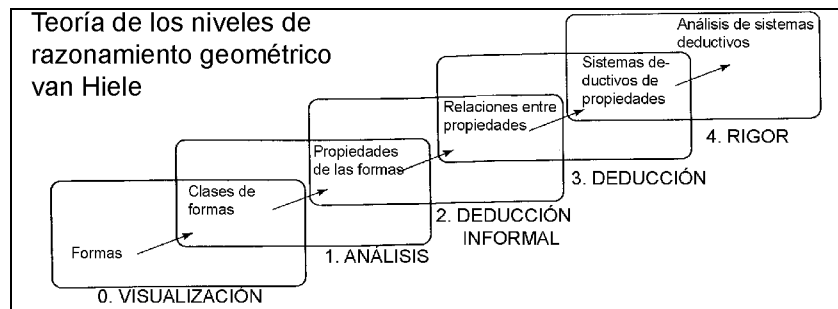 Teoría de los niveles de
razonamiento geométrico
van Hiele
Formas
0. VISUALIZACIÓN
Clases de
formas
1. ANÁLISIS
Propiedades
de las formas
2. DEDUCCIÓN
INFORMAL
Relaciones entre
propiedades
3. DEDUCCIÓN
Sistemas de-
ductivos de
propiedades
4. RIGOR
Análisis de sistemas
deductivos